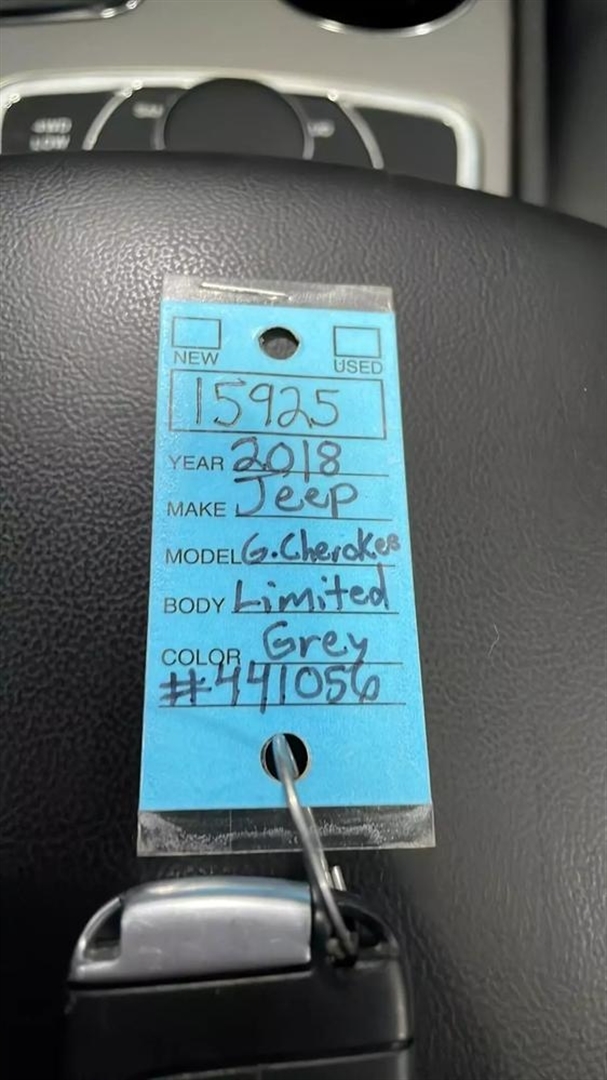 4WD
LOW
NEW USED
15925
YEAR 2018
MAKE Jeep
MODEL G.Cherokee
BODY Limited
COLOR Grey
#441056